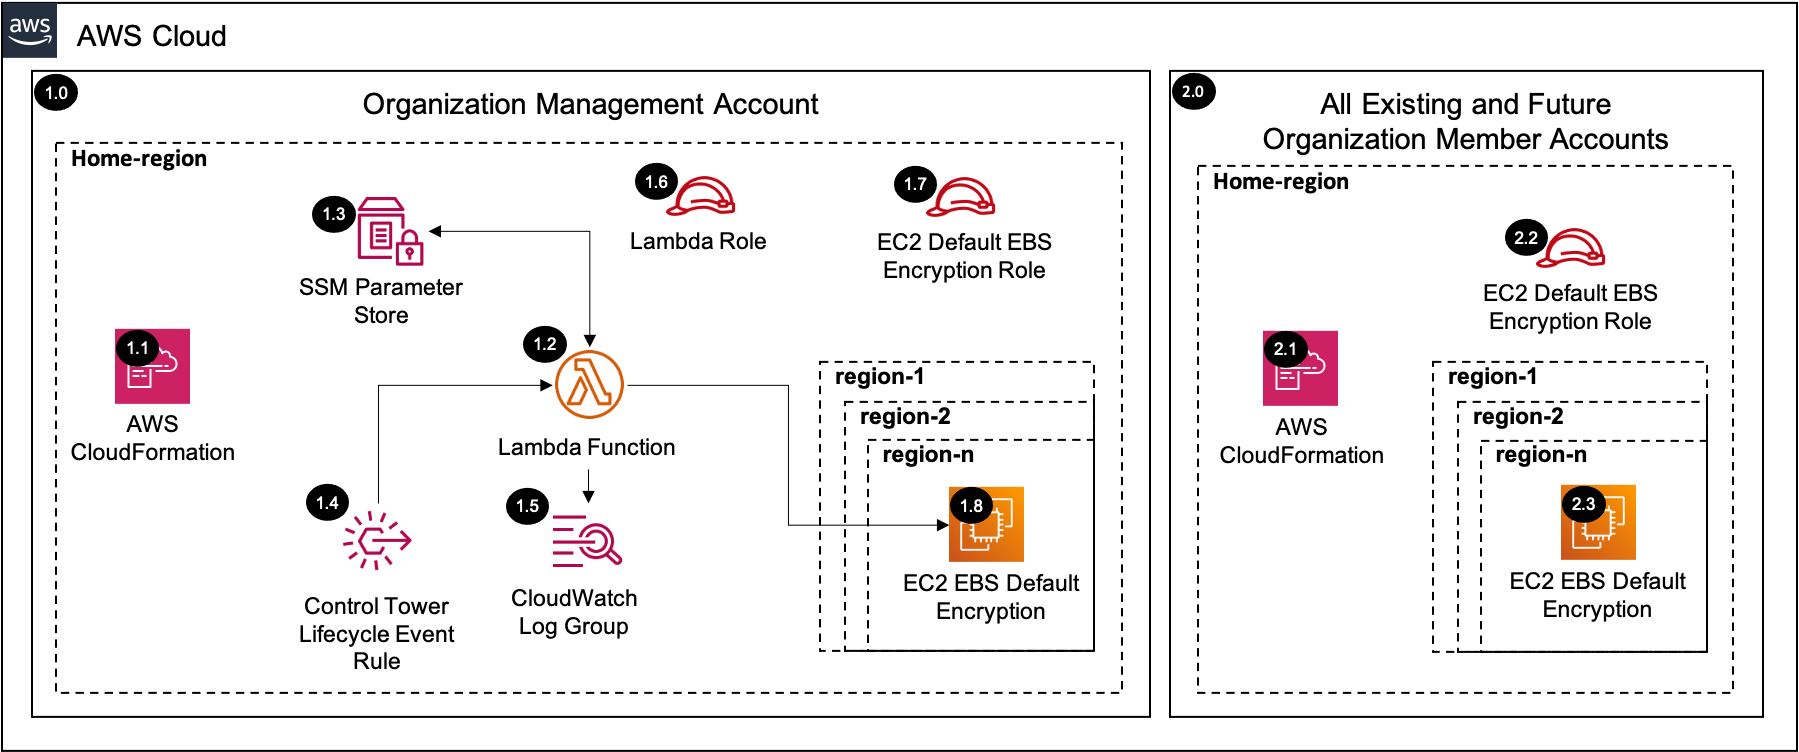 aws
AWS Cloud
1.0
Organization Management Account
Home-region
1.3
SSM Parameter
Store
1.6
Lambda Role
1.7
EC2 Default EBS
Encryption Role
1.1
AWS
CloudFormation
1.2
Lambda Function
1.4
Control Tower
Lifecycle Event
Rule
1.5
CloudWatch
Log Group
region-1
region-2
region-n
1.8
EC2 EBS Default
Encryption
2.0
All Existing and Future
Organization Member Accounts
Home-region
2.2
EC2 Default EBS
Encryption Role
2.1
AWS
CloudFormation
region-1
region-2
region-n
2.3
EC2 EBS Default
Encryption